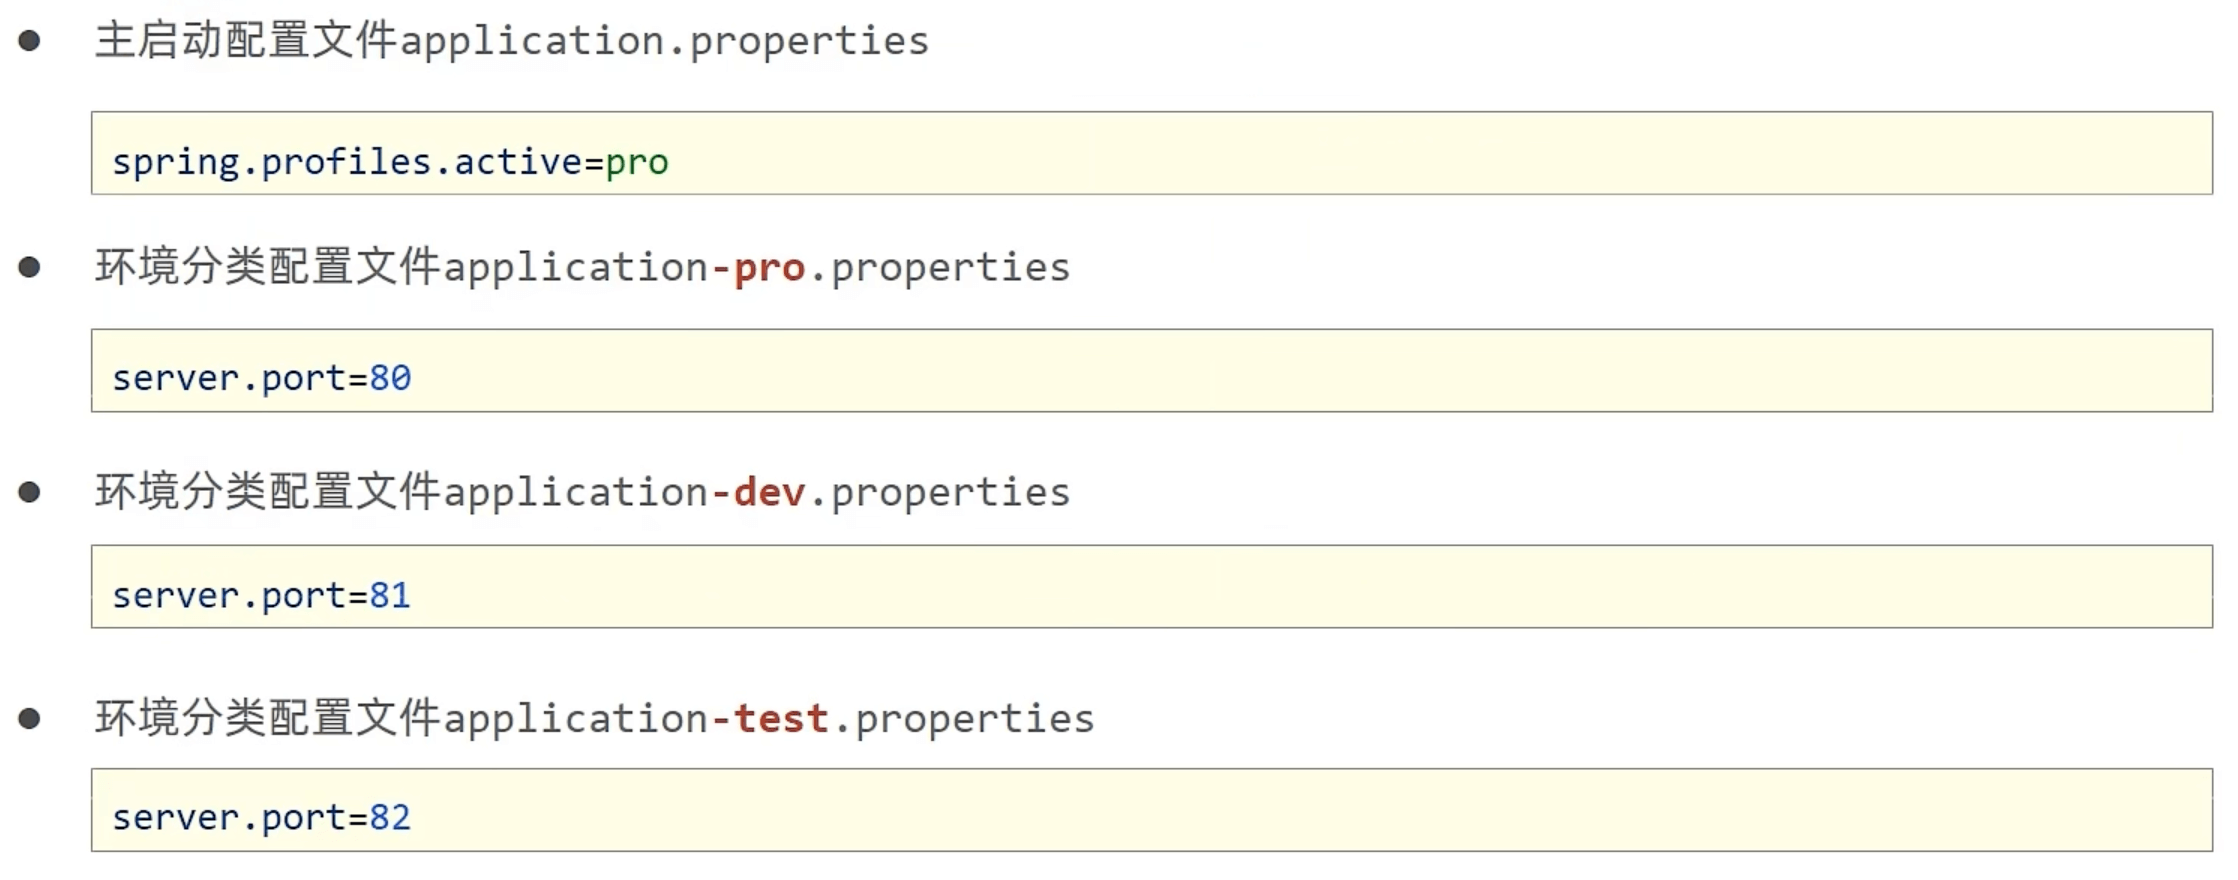 ● 主启动配置文件application.properties
spring.profiles.active=pro
● 环境分类配置文件application-pro.properties
server.port=80
● 环境分类配置文件application-dev.properties
server.port=81
● 环境分类配置文件application-test.properties
server.port=82